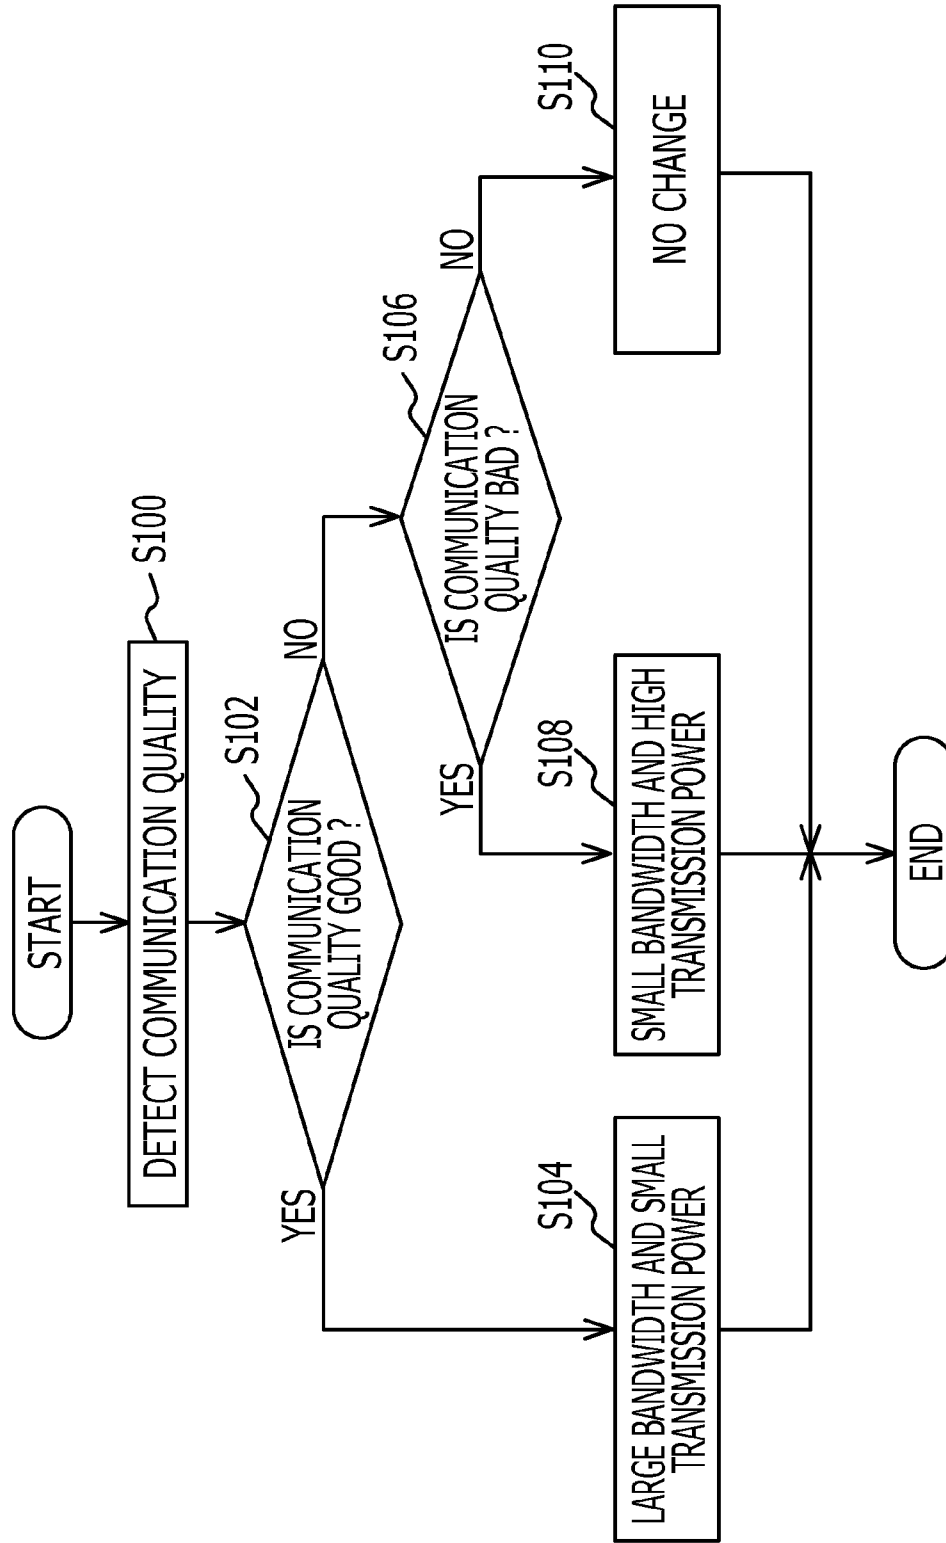 START
DETECT COMMUNICATION QUALITY
S100
IS COMMUNICATION
QUALITY GOOD ?
S102
YES
NO
IS COMMUNICATION
QUALITY BAD ?
S106
YES
NO
LARGE BANDWIDTH AND SMALL
TRANSMISSION POWER
S104
SMALL BANDWIDTH AND HIGH
TRANSMISSION POWER
S108
NO CHANGE
S110
END